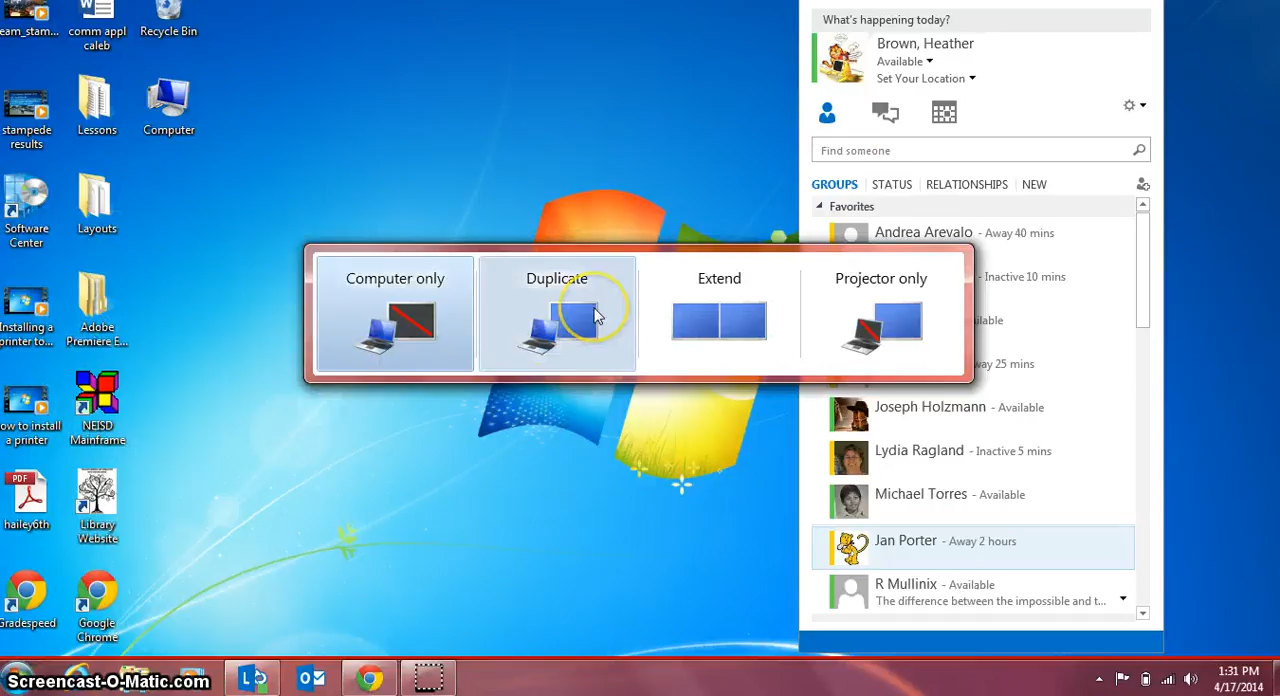 eam_stam...
comm appl
caleb
Recycle Bin
stampede
results
Lessons
Computer
Software
Center
Layouts
Installing a
printer to...
Adobe
Premiere E...
how to install
a printer
NEISD
Mainframe
PDF
hailey6th
Library
Website
Gradespeed
Google
Chrome
What's happening today?
Brown, Heather
Available
Set Your Location
Find someone
GROUPS STATUS RELATIONSHIPS NEW
Favorites
Andrea Arevalo - Away 40 mins
- Inactive 10 mins
able
way 25 mins
Joseph Holzmann - Available
Lydia Ragland - Inactive 5 mins
Michael Torres - Available
Jan Porter - Away 2 hours
R Mullinix - Available
The difference between the impossible and t...
Computer only
Duplicate
Extend
Projector only
Screencast-O-Matic.com
1:31 PM
4/17/2014